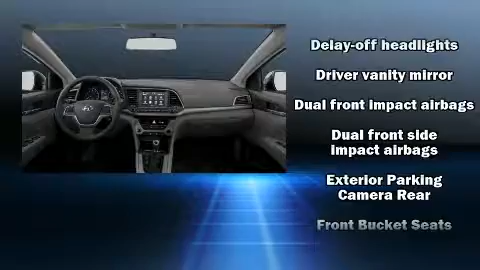 Delay-off headlights
Driver vanity mirror
Dual front impact airbags
Dual front side
impact airbags
Exterior Parking
Camera Rear
Front Bucket Seats